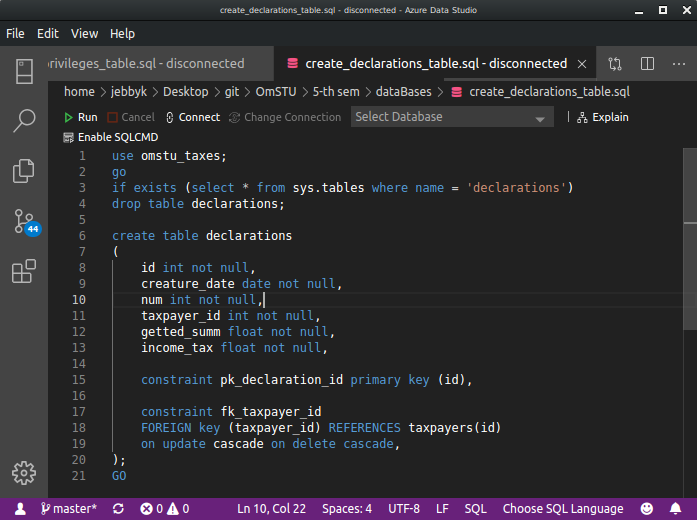 create_declarations_table.sql - disconnected - Azure Data Studio
File Edit View Help
rivileges_table.sql - disconnected create_declarations_table.sql - disconnected
home > jebbyk > Desktop > git > OmSTU > 5-th sem > dataBases > create_declarations_table.sql
Run Cancel Connect Change Connection Select Database Explain
Enable SQLCMD
1 use omstu_taxes;
2 go
3 if exists (select * from sys.tables where name = 'declarations')
4 drop table declarations;
5
6 create table declarations
7 (
8 id int not null,
9 creature_date date not null,
10 num int not null,
11 taxpayer_id int not null,
12 getted_summ float not null,
13 income_tax float not null,
14
15 constraint pk_declaration_id primary key (id),
16
17 constraint fk_taxpayer_id
18 FOREIGN key (taxpayer_id) REFERENCES taxpayers(id)
19 on update cascade on delete cascade,
20 );
21 GO
44
master* 0 0 Ln 10, Col 22 Spaces: 4 UTF-8 LF SQL Choose SQL Language